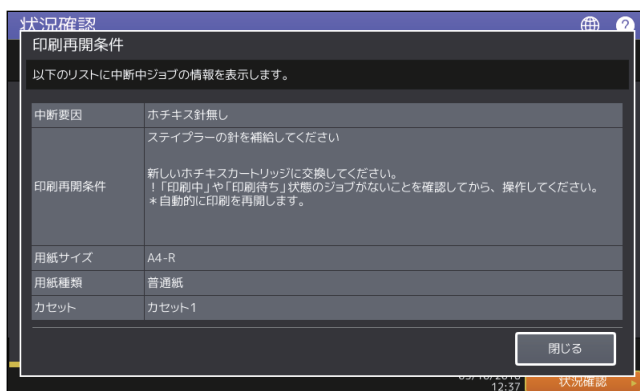 状況確認
印刷再開条件
以下のリストに中断中ジョブの情報を表示します。
中断要因 ホチキス針無し
ステイプラーの針を補給してください
新しいホチキスカートリッジに交換してください。
印刷再開条件 !「印刷中」や「印刷待ち」状態のジョブがないことを確認してから、操作してください。
*自動的に印刷を再開します。
用紙サイズ A4-R
用紙種類 普通紙
カセット カセット1
閉じる
12:37 状況確認